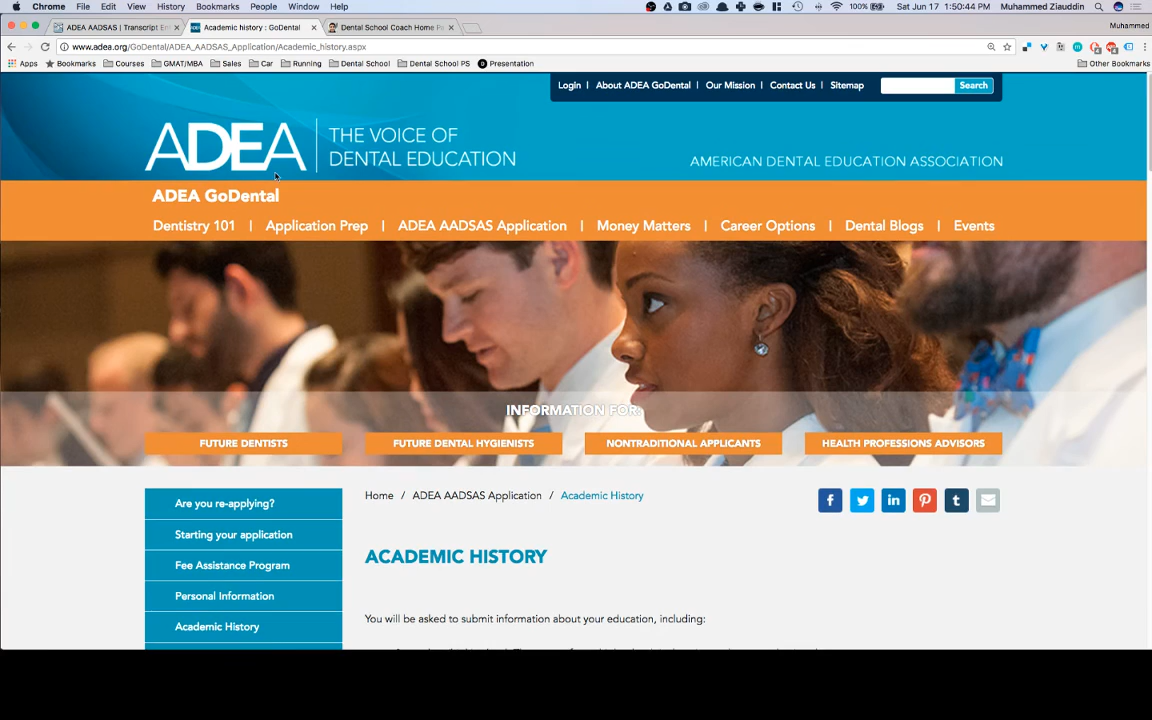 Chrome File Edit View History Bookmarks People Window Help
100% Sat Jun 17 1:50:44 PM Muhammed Ziauddin
ADEA AADSAS | Transcript En
Academic history : GoDental
Dental School Coach Home Pa
Muhammed
www.adea.org/GoDental/ADEA_AADSAS_Application/Academic_history.aspx
Apps Bookmarks Courses GMAT/MBA Sales Car Running Dental School Dental School PS Presentation Other Bookmarks
Login | About ADEA GoDental | Our Mission | Contact Us | Sitemap Search
ADEA
THE VOICE OF
DENTAL EDUCATION
AMERICAN DENTAL EDUCATION ASSOCIATION
ADEA GoDental
Dentistry 101 | Application Prep | ADEA AADSAS Application | Money Matters | Career Options | Dental Blogs | Events
INFORMATION FOR:
FUTURE DENTISTS
FUTURE DENTAL HYGIENISTS
NONTRADITIONAL APPLICANTS
HEALTH PROFESSIONS ADVISORS
Are you re-applying?
Starting your application
Fee Assistance Program
Personal Information
Academic History
Home / ADEA AADSAS Application / Academic History
ACADEMIC HISTORY
You will be asked to submit information about your education, including: